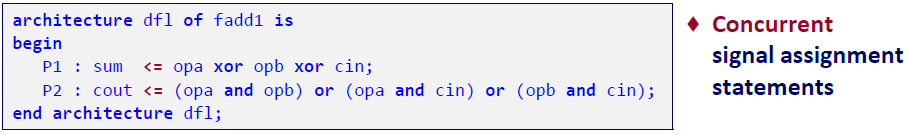 architecture dfl of fadd1 is
begin
P1 : sum <= opa xor opb xor cin;
P2 : cout <= (opa and opb) or (opa and cin) or (opb and cin);
end architecture dfl;
♦ Concurrent
signal assignment
statements